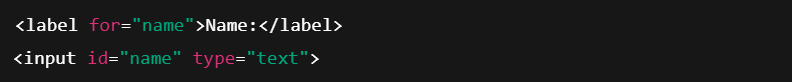 <label for="name">Name:</label>
<input id="name" type="text">